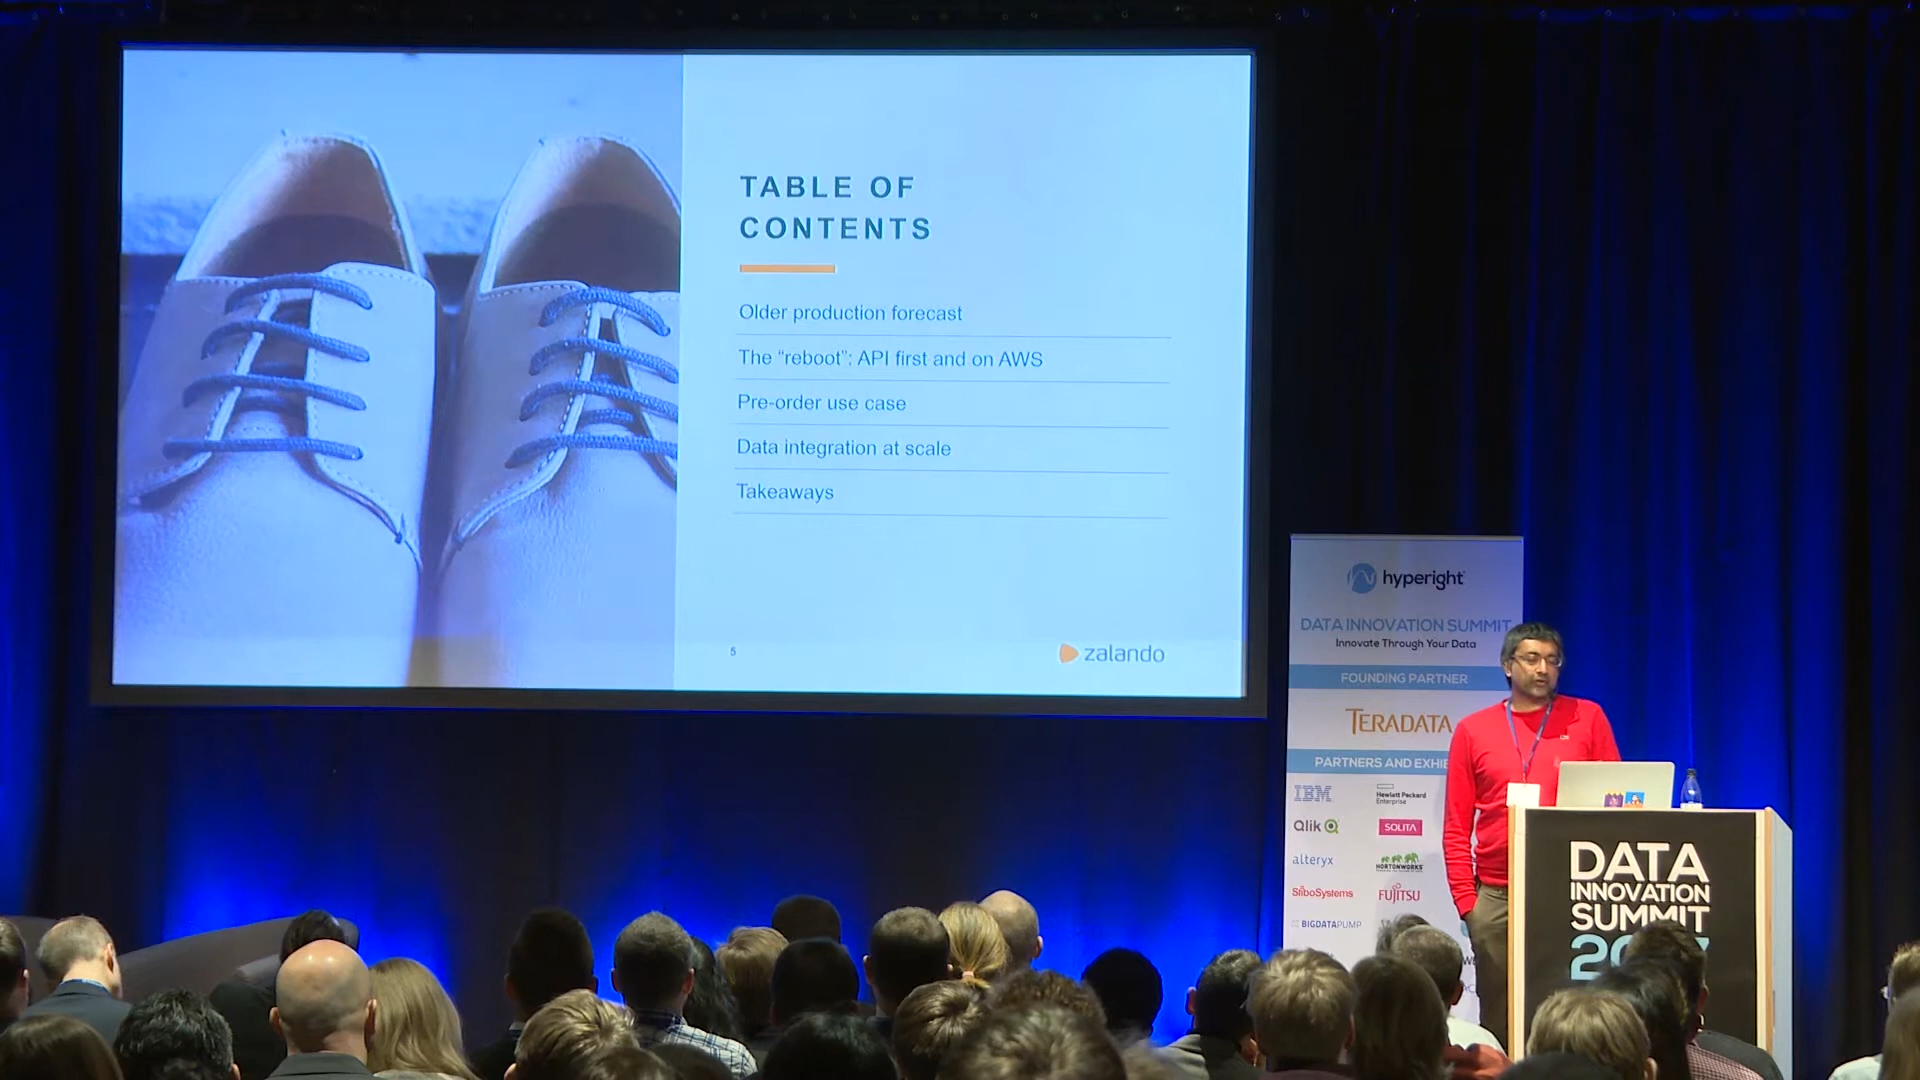 TABLE OF
CONTENTS
Older production forecast
The “reboot”: API first and on AWS
Pre-order use case
Data integration at scale
Takeaways
5
zalando
hyperight
DATA INNOVATION SUMMIT
Innovate Through Your Data
FOUNDING PARTNER
TERADATA
PARTNERS AND EXHIB
IBM
Hewlett Packard
Enterprise
Qlik
SOLITA
alteryx
HORTONWORKS
StiboSystems
FUJITSU
BIGDATAPUMP
DATA
INNOVATION
SUMMIT